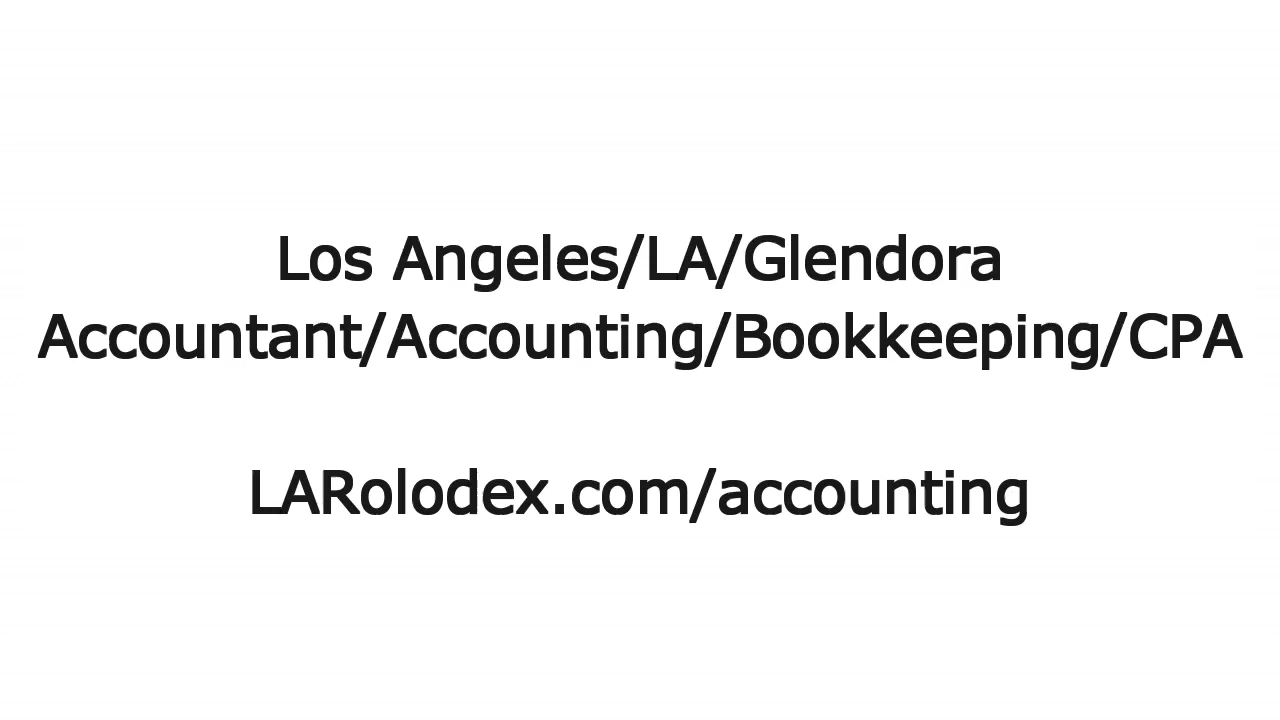 Los Angeles/LA/Glendora
Accountant/Accounting/Bookkeeping/CPA
LARolodex.com/accounting